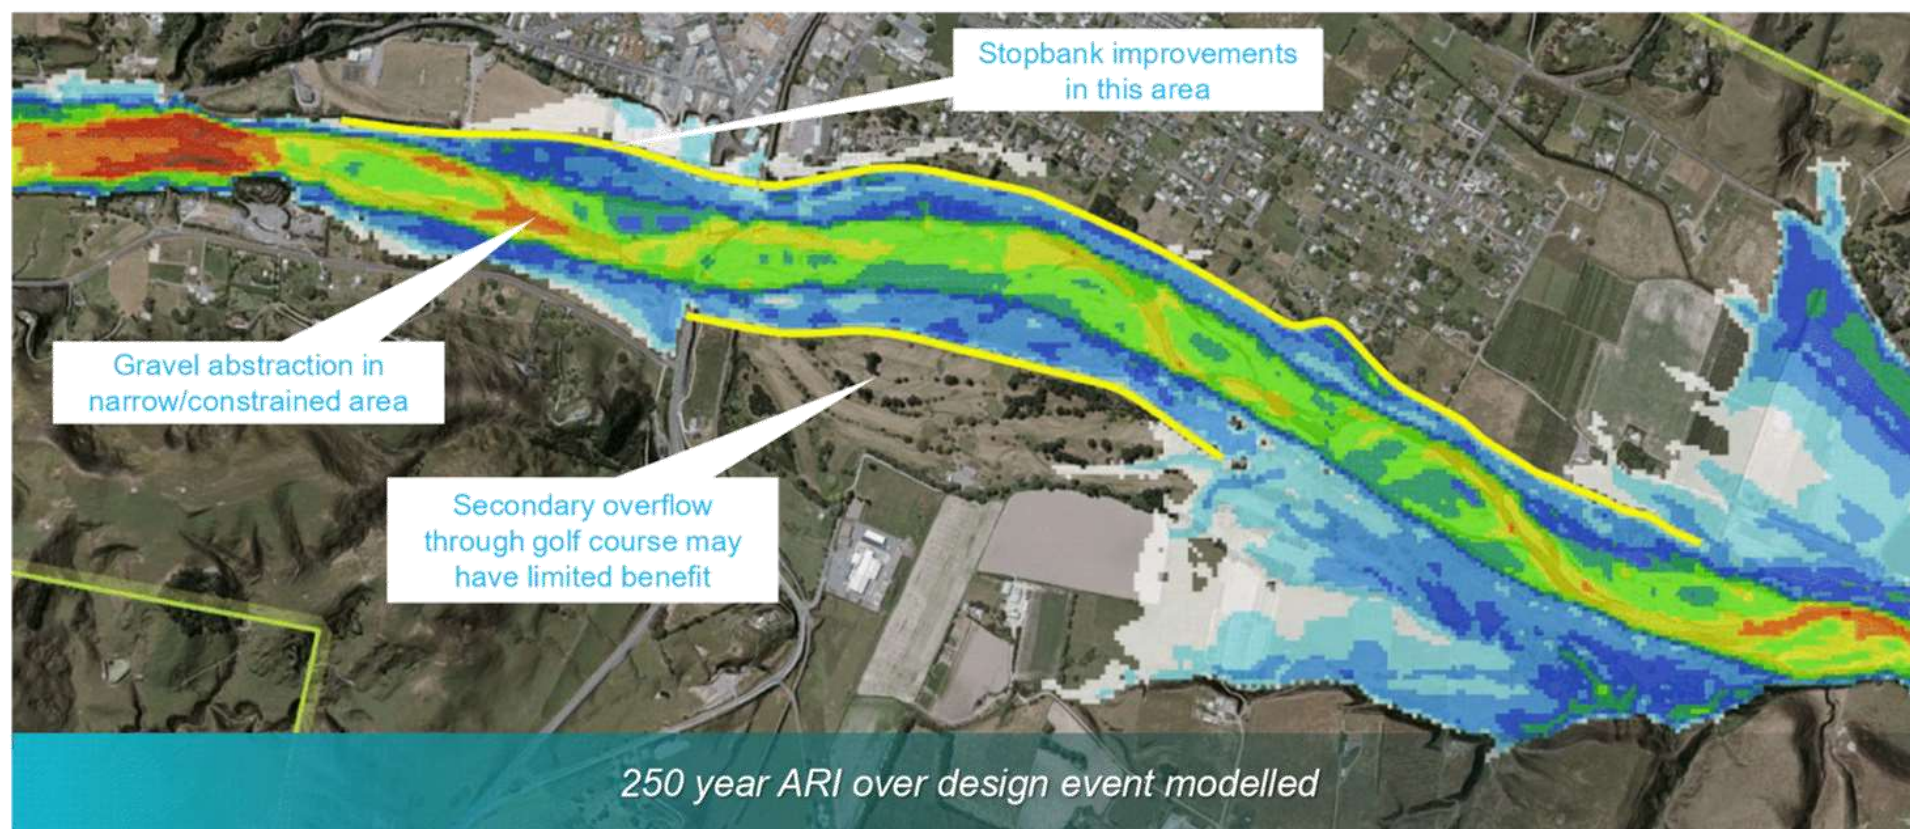 Stopbank improvements
in this area
Gravel abstraction in
narrow/constrained area
Secondary overflow
through golf course may
have limited benefit
250 year ARI over design event modelled